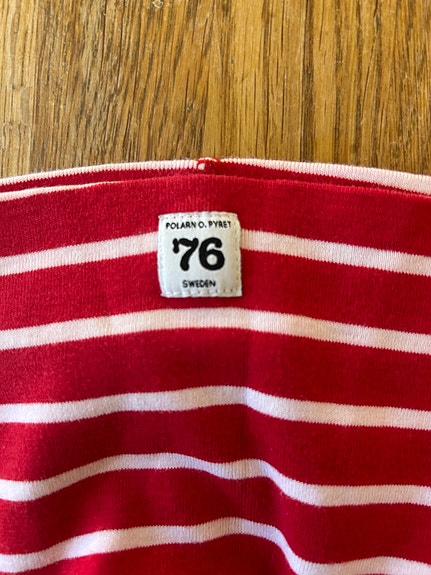 POLARN O. PYRET
'76
SWEDEN